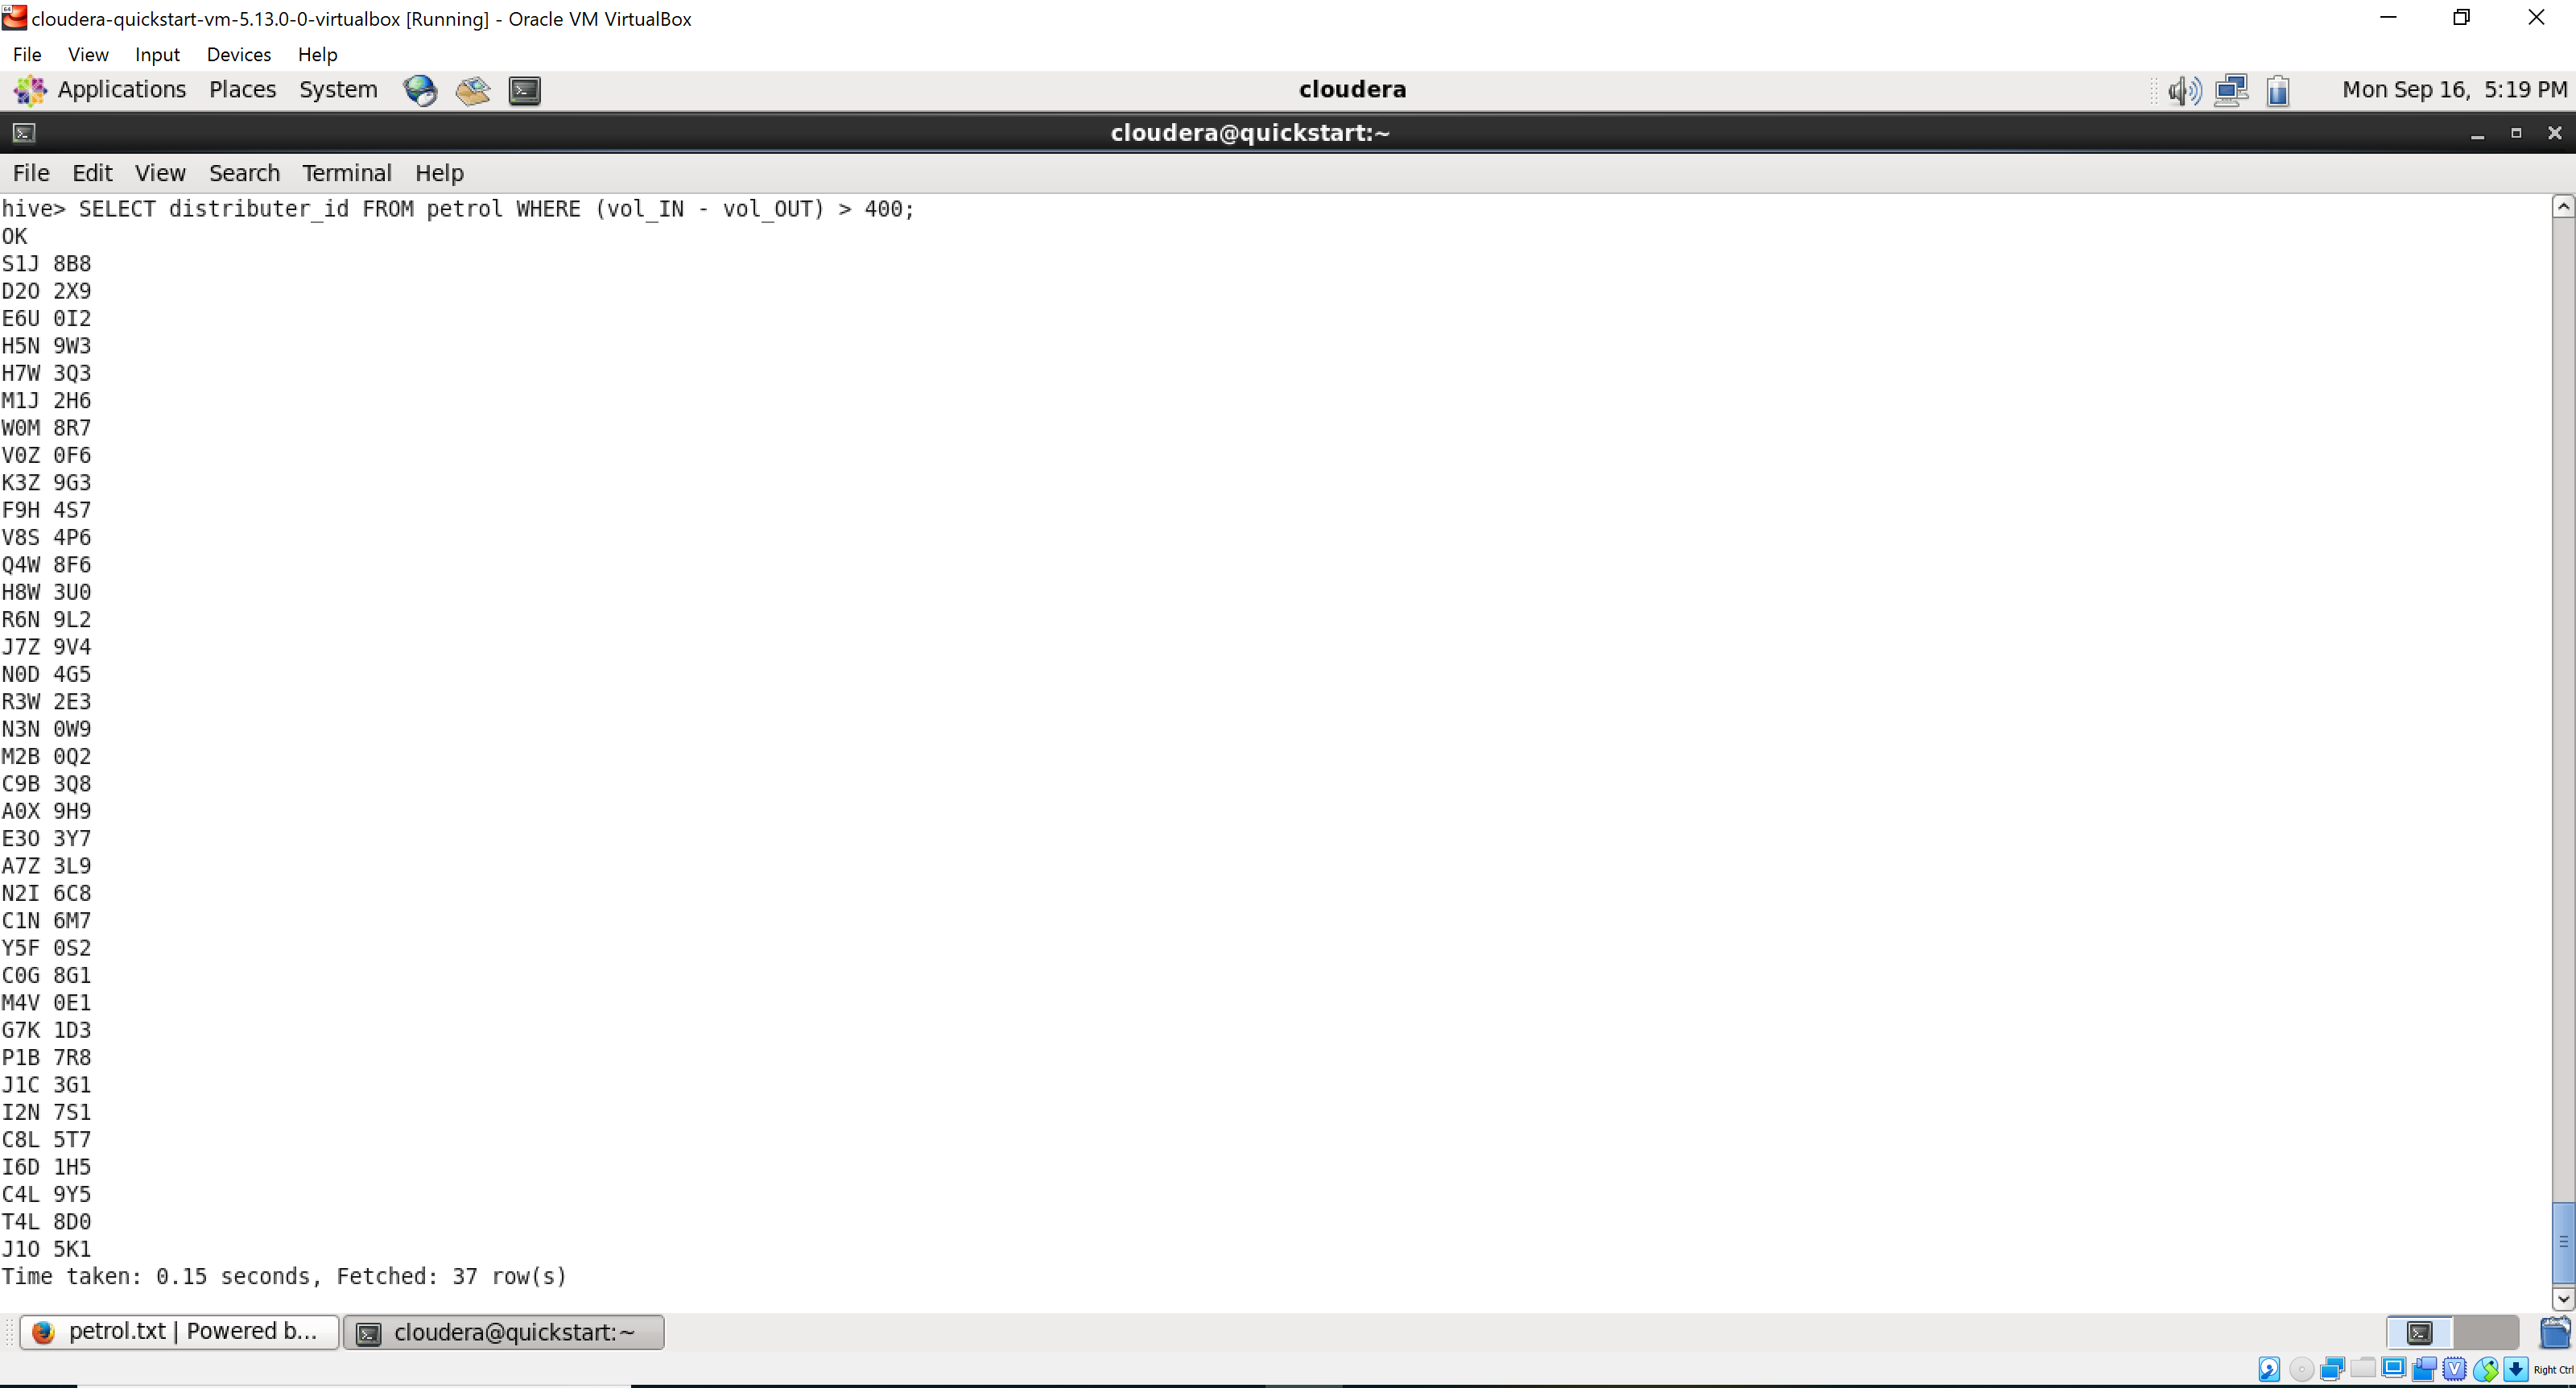 cloudera-quickstart-vm-5.13.0-0-virtualbox [Running] - Oracle VM VirtualBox
File View Input Devices Help
Applications Places System cloudera Mon Sep 16, 5:19 PM
cloudera@quickstart:~
File Edit View Search Terminal Help
hive> SELECT distributer_id FROM petrol WHERE (vol_IN - vol_OUT) > 400;
OK
S1J 8B8
D2O 2X9
E6U 0I2
H5N 9W3
H7W 3Q3
M1J 2H6
W0M 8R7
V0Z 0F6
K3Z 9G3
F9H 4S7
V8S 4P6
Q4W 8F6
H8W 3U0
R6N 9L2
J7Z 9V4
N0D 4G5
R3W 2E3
N3N 0W9
M2B 0Q2
C9B 3Q8
A0X 9H9
E3O 3Y7
A7Z 3L9
N2I 6C8
C1N 6M7
Y5F 0S2
C0G 8G1
M4V 0E1
G7K 1D3
P1B 7R8
J1C 3G1
I2N 7S1
C8L 5T7
I6D 1H5
C4L 9Y5
T4L 8D0
J1O 5K1
Time taken: 0.15 seconds, Fetched: 37 row(s)
petrol.txt | Powered b... cloudera@quickstart:~
Right Ctrl